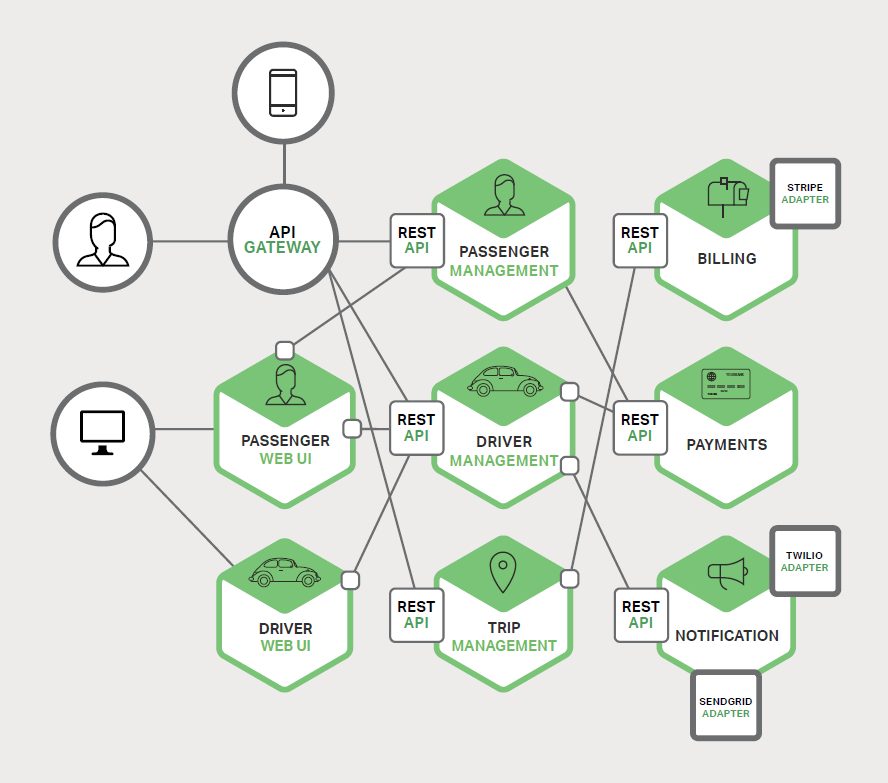 API
GATEWAY
REST
API
PASSENGER
MANAGEMENT
REST
API
BILLING
STRIPE
ADAPTER
PASSENGER
WEB UI
REST
API
DRIVER
MANAGEMENT
REST
API
PAYMENTS
DRIVER
WEB UI
REST
API
TRIP
MANAGEMENT
REST
API
NOTIFICATION
TWILIO
ADAPTER
SENDGRID
ADAPTER